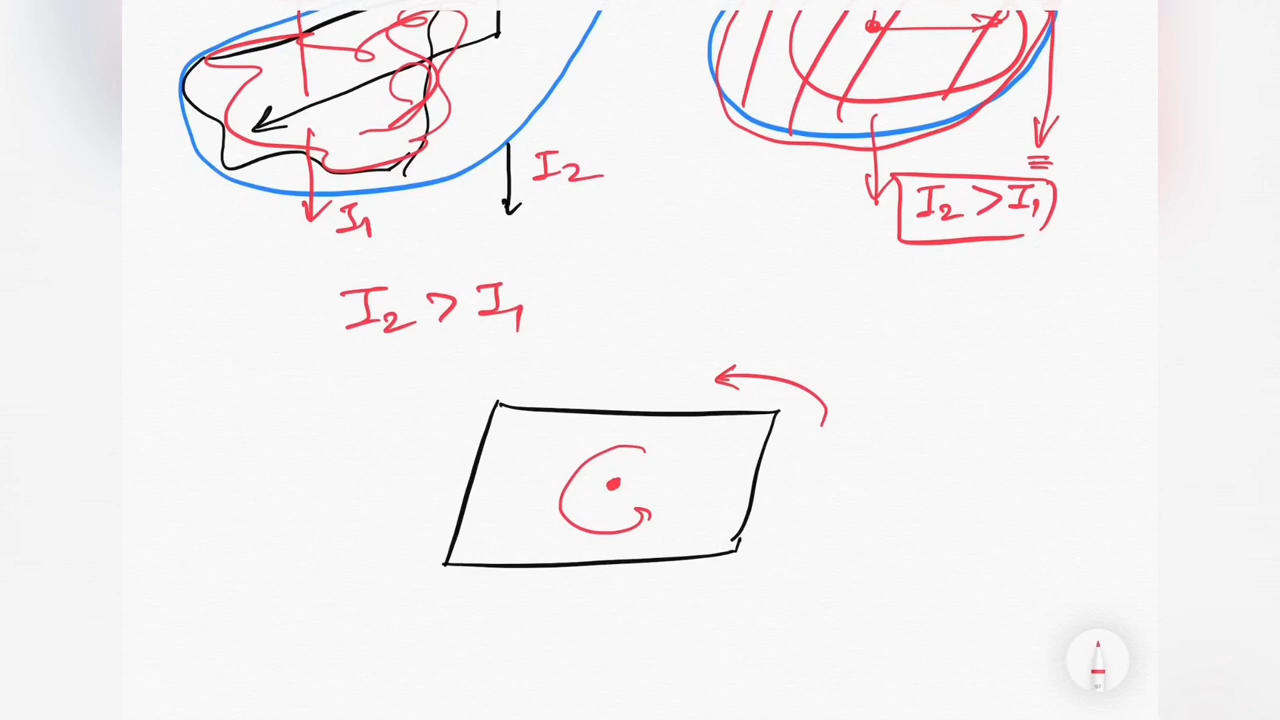 I2
I1
=
I2 > I1
I2 > I1